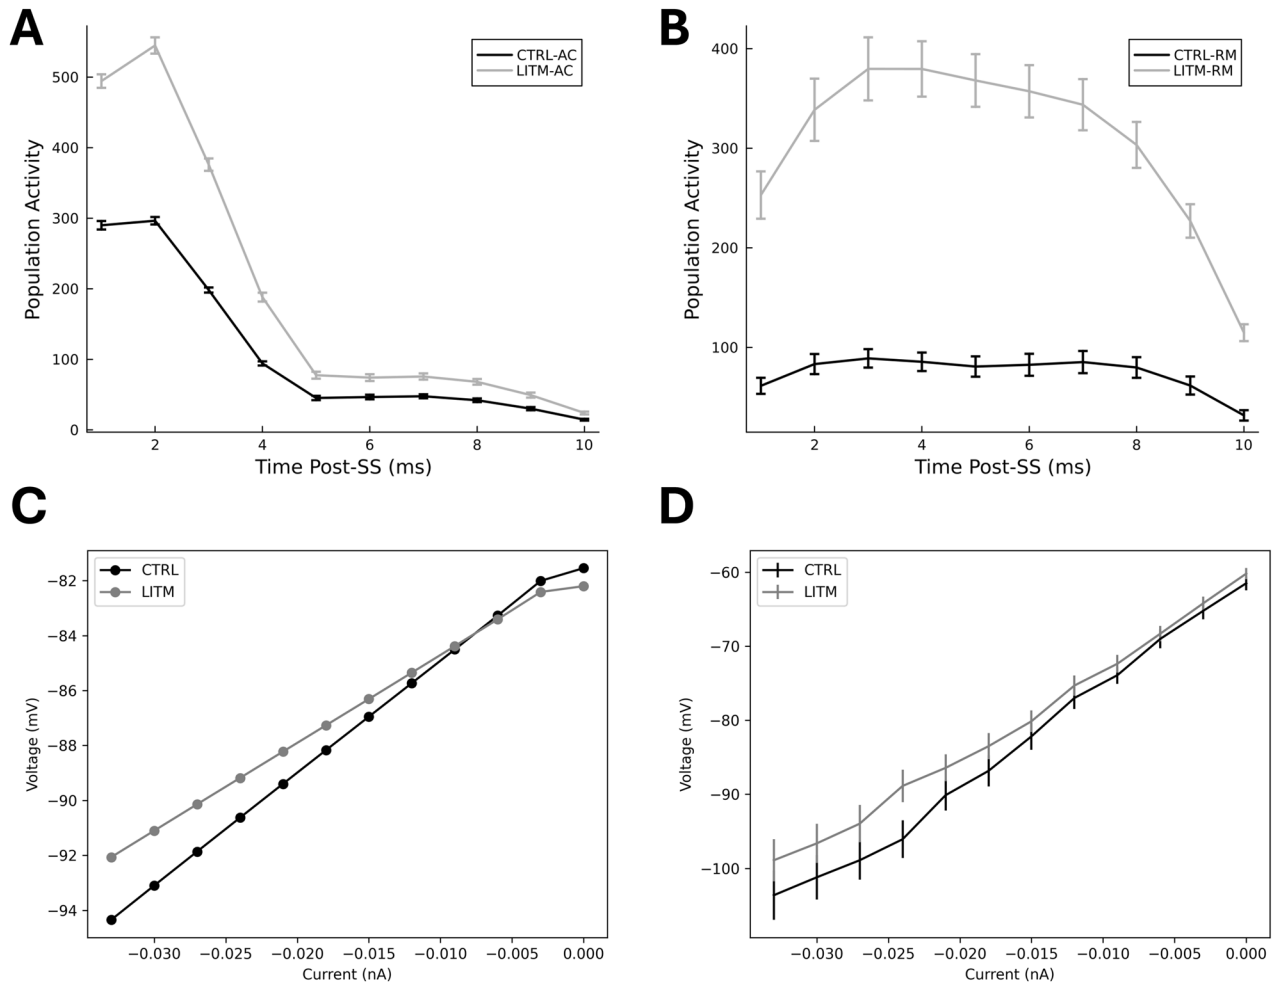 A
CTRL-AC
LITM-AC
500
400
300
200
100
0
Population Activity
2 4 6 8 10
Time Post-SS (ms)
B
CTRL-RM
LITM-RM
400
300
200
100
Population Activity
2 4 6 8 10
Time Post-SS (ms)
C
CTRL
LITM
−82
−84
−86
−88
−90
−92
−94
Voltage (mV)
−0.030 −0.025 −0.020 −0.015 −0.010 −0.005 0.000
Current (nA)
D
CTRL
LITM
−60
−70
−80
−90
−100
Voltage (mV)
−0.030 −0.025 −0.020 −0.015 −0.010 −0.005 0.000
Current (nA)